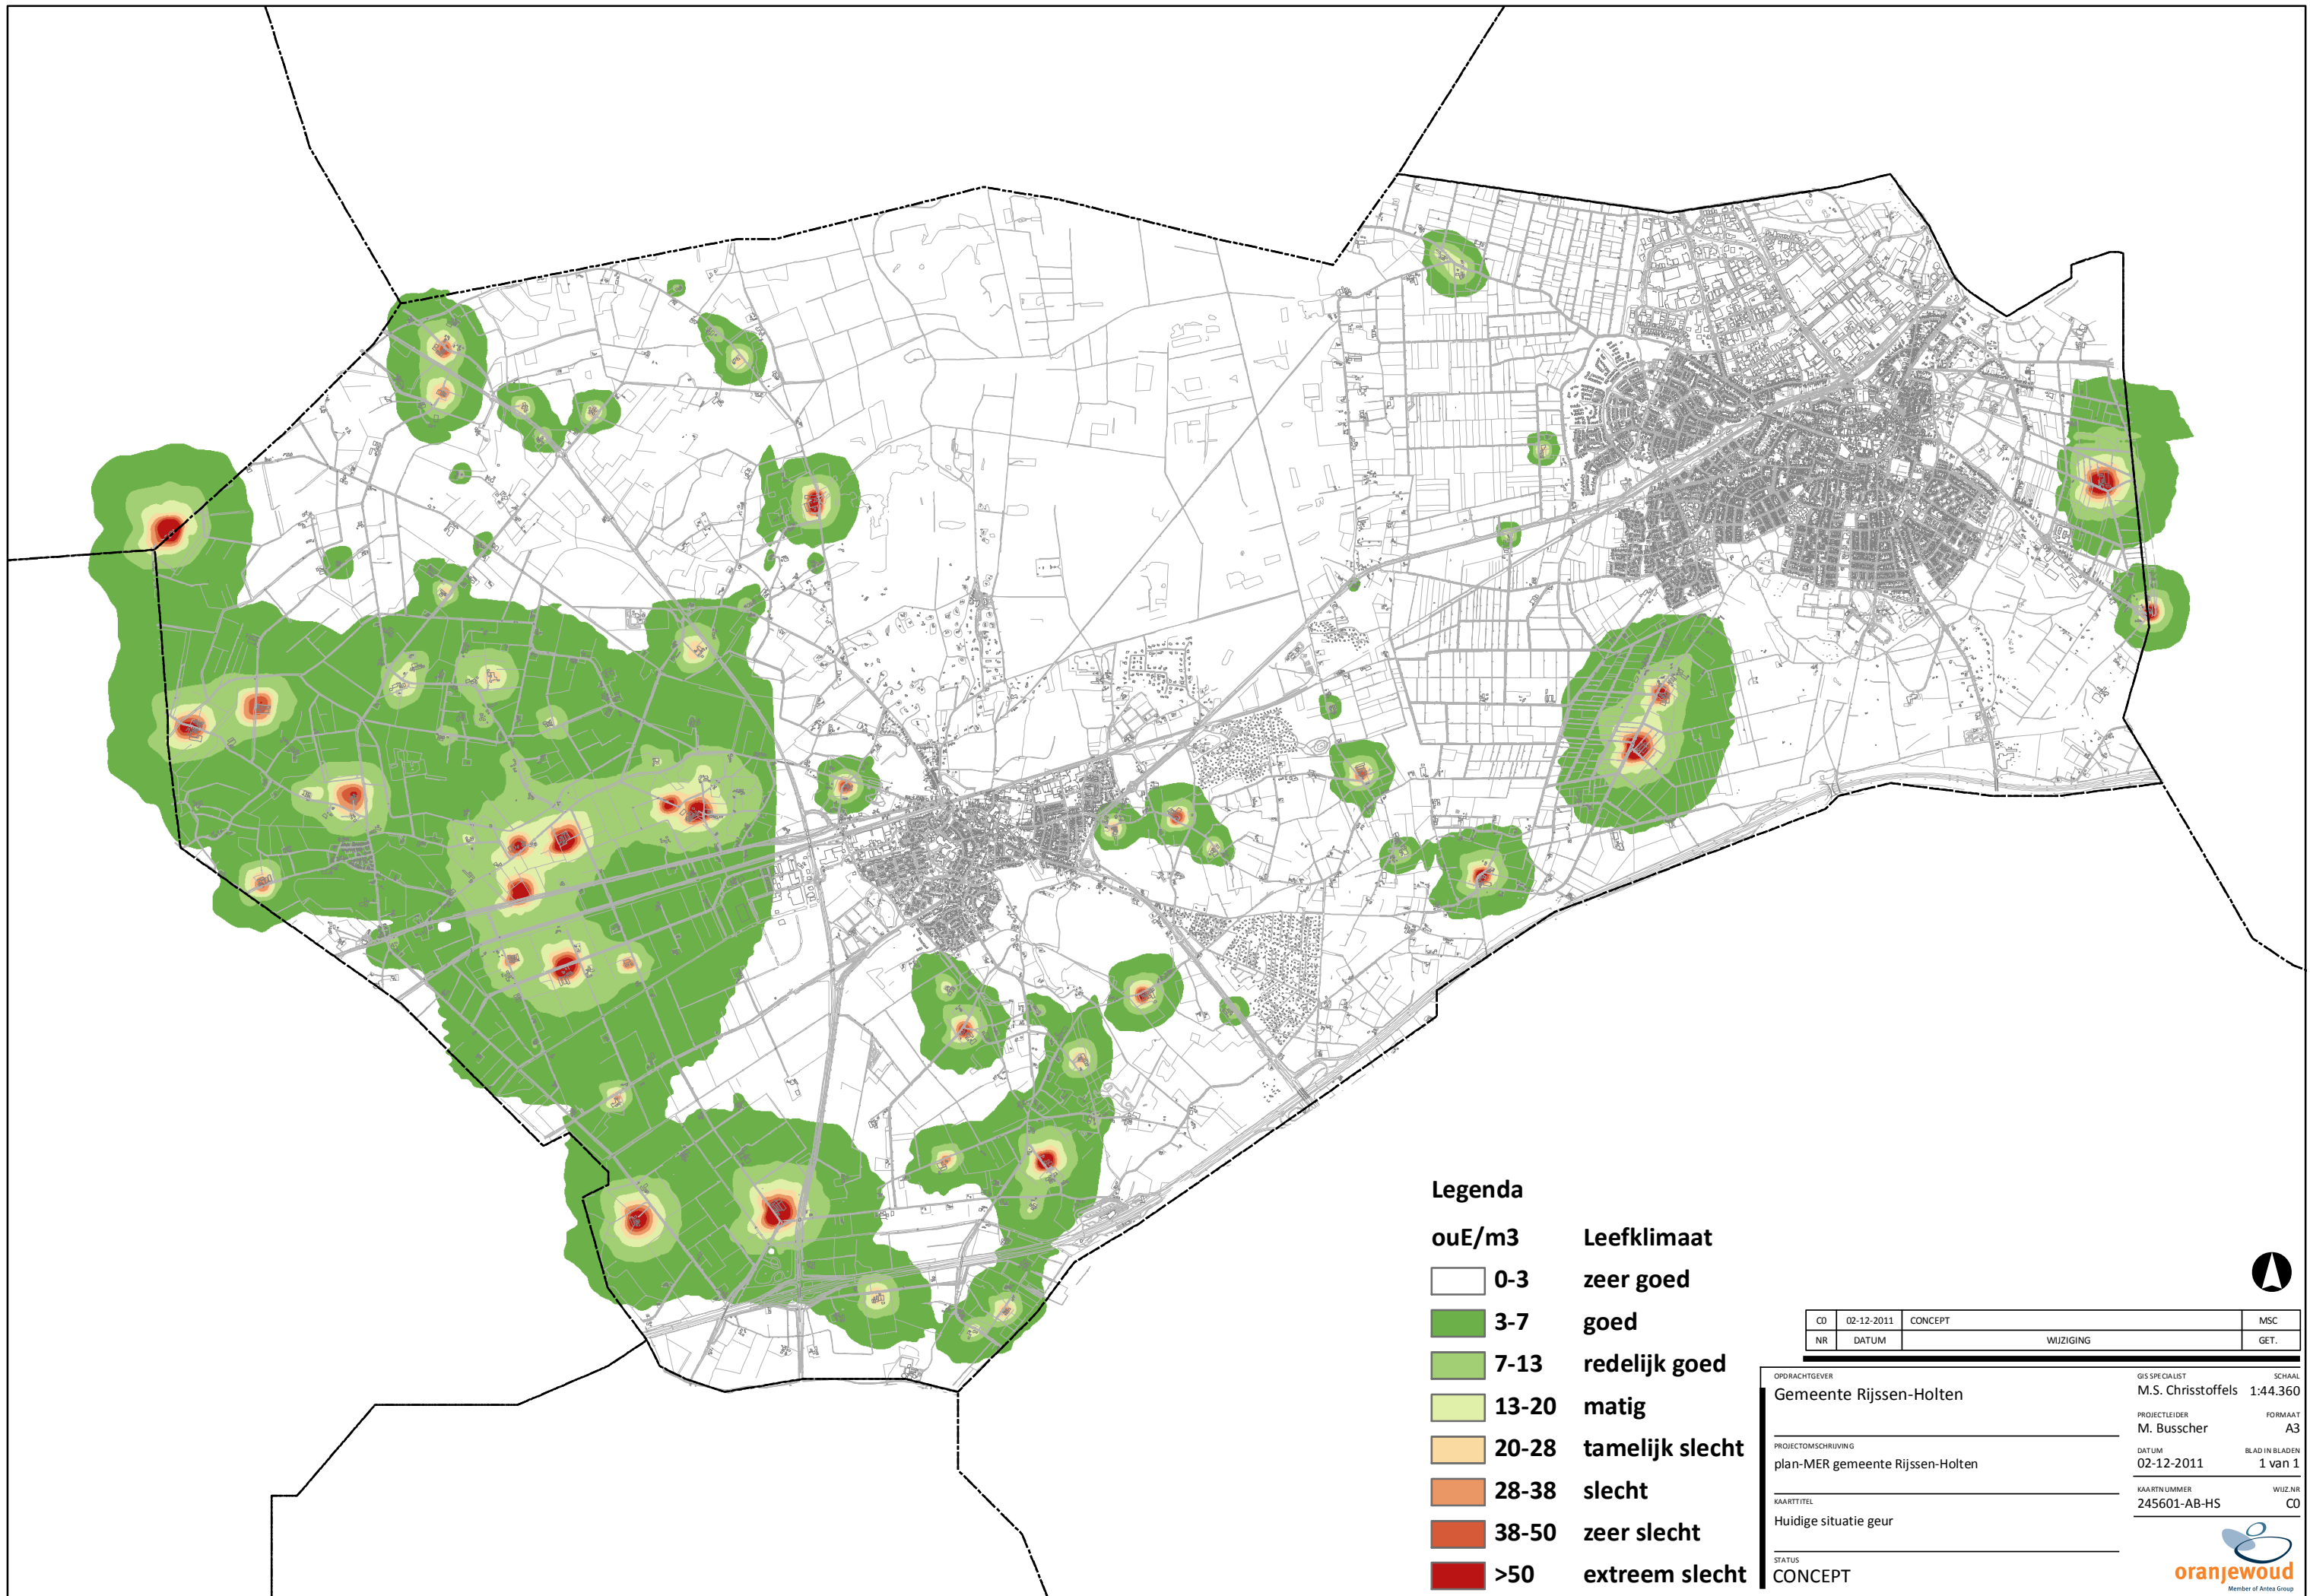 Legenda
ouE/m3 Leefklimaat
0-3 zeer goed
3-7 goed
7-13 redelijk goed
13-20 matig
20-28 tamelijk slecht
28-38 slecht
38-50 zeer slecht
>50 extreem slecht
C0 02-12-2011 CONCEPT MSC
NR DATUM WIJZIGING GET.
OPDRACHTGEVER
Gemeente Rijssen-Holten
PROJECTOMSCHRIJVING
plan-MER gemeente Rijssen-Holten
KAARTTITEL
Huidige situatie geur
STATUS
CONCEPT
GIS SPECIALIST SCHAAL
M.S. Chrisstoffels 1:44.360
PROJECTLEIDER FORMAAT
M. Busscher A3
DATUM BLAD IN BLADEN
02-12-2011 1 van 1
KAARTNUMMER WIJZ.NR
245601-AB-HS C0
oranjewoud
Member of Antea Group